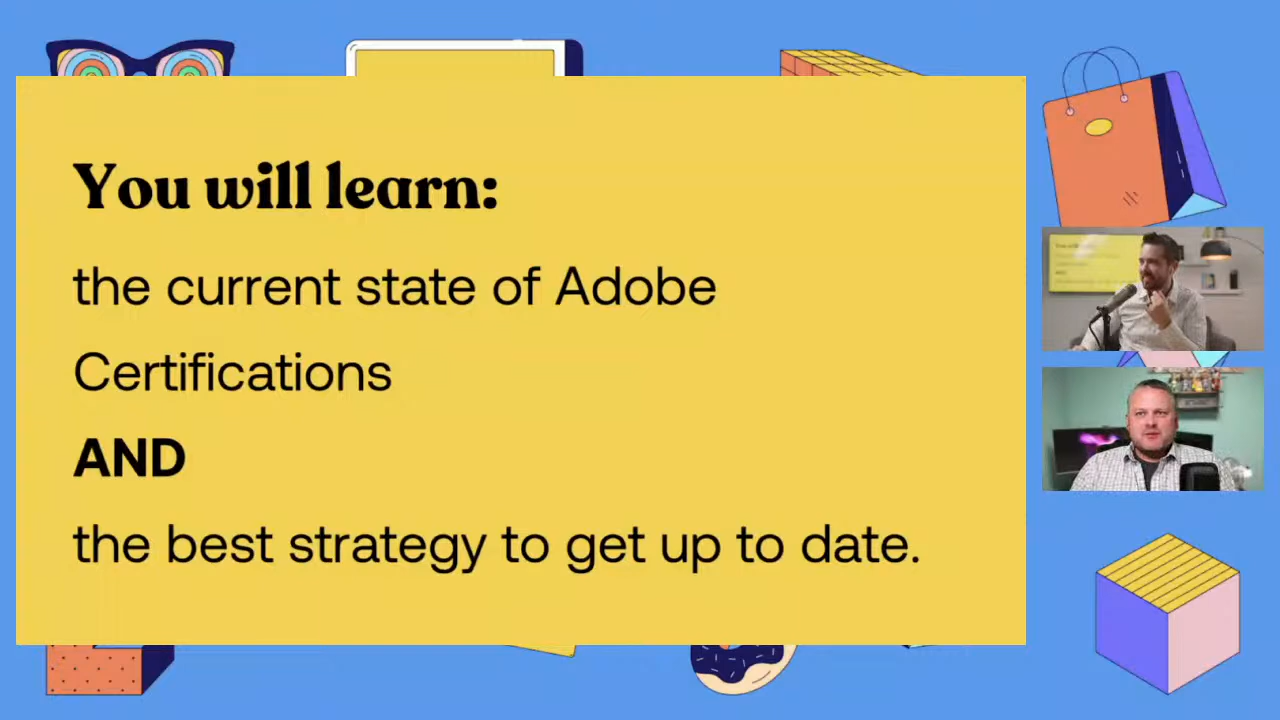 You will learn:
the current state of Adobe
Certifications
AND
the best strategy to get up to date.